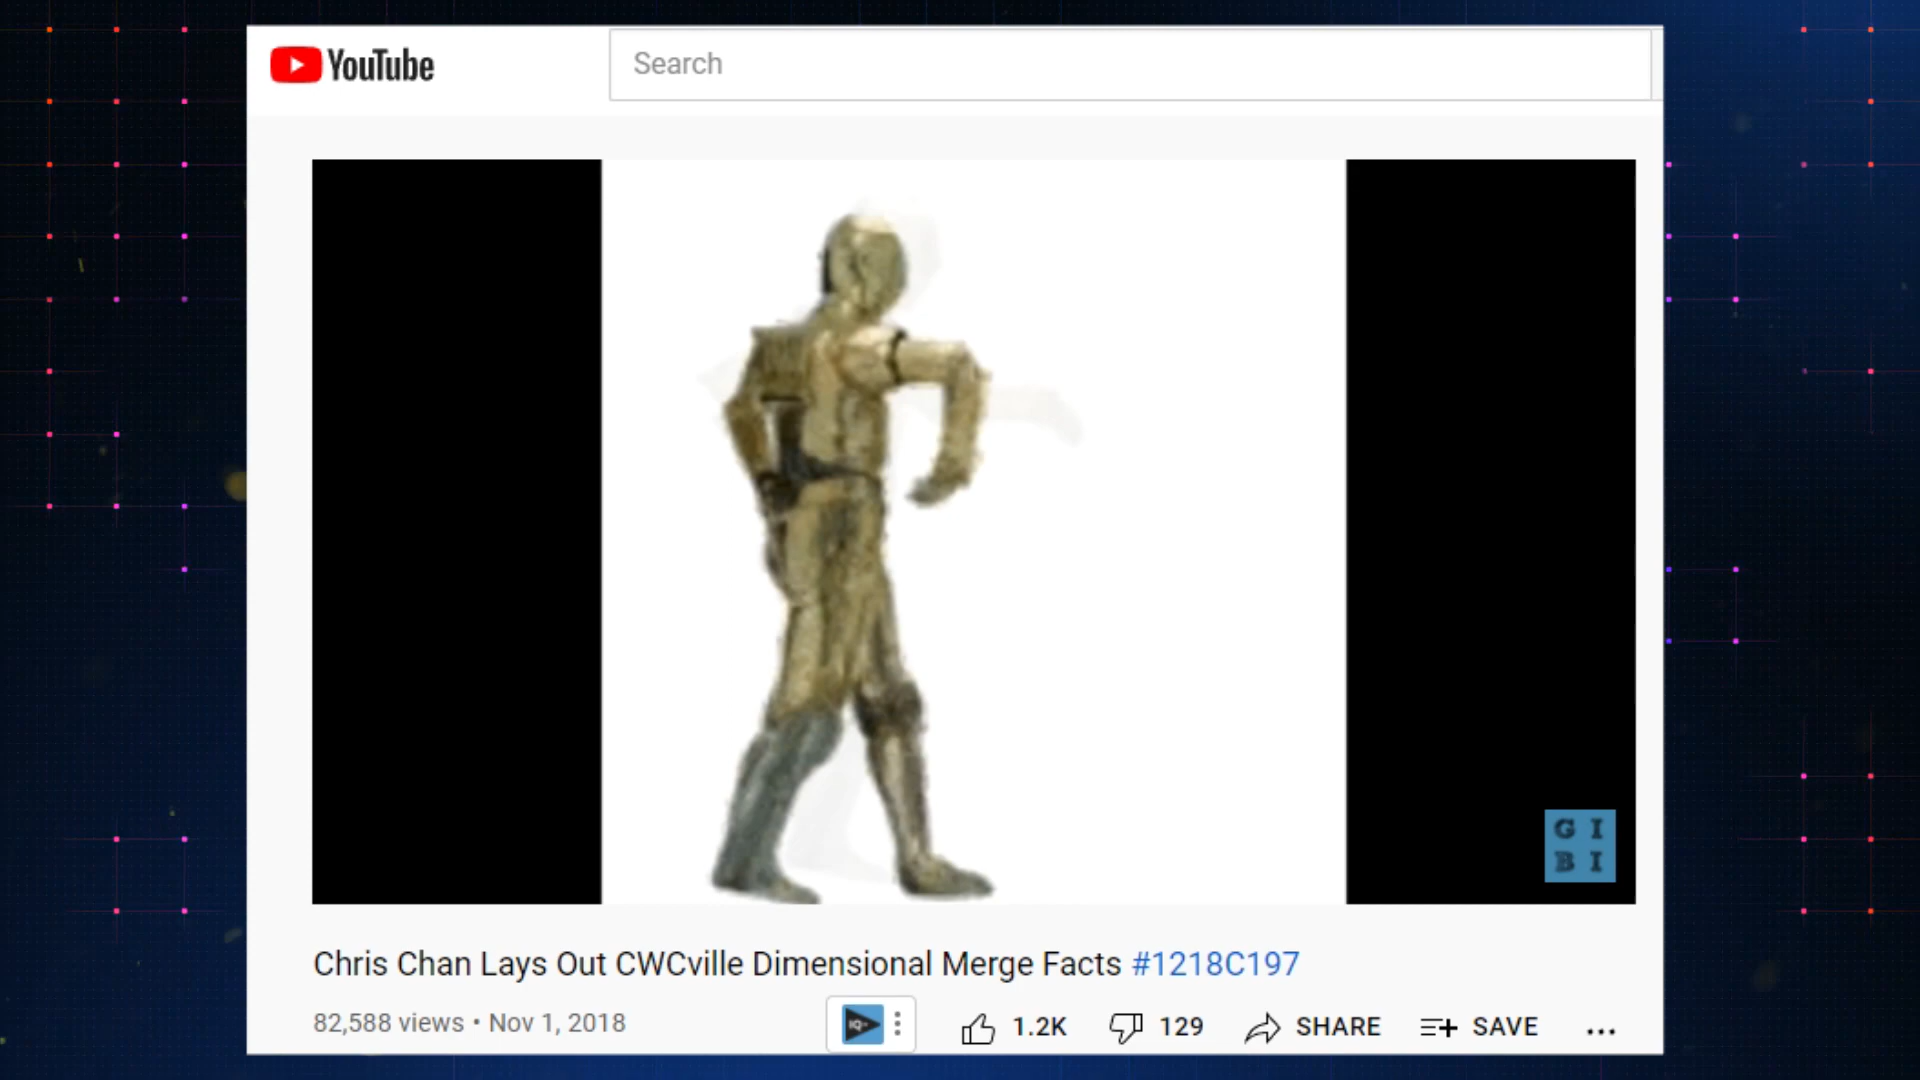 YouTube
Search
G I
B I
Chris Chan Lays Out CWCville Dimensional Merge Facts #1218C197
82,588 views • Nov 1, 2018
IQ
1.2K
129
SHARE
SAVE